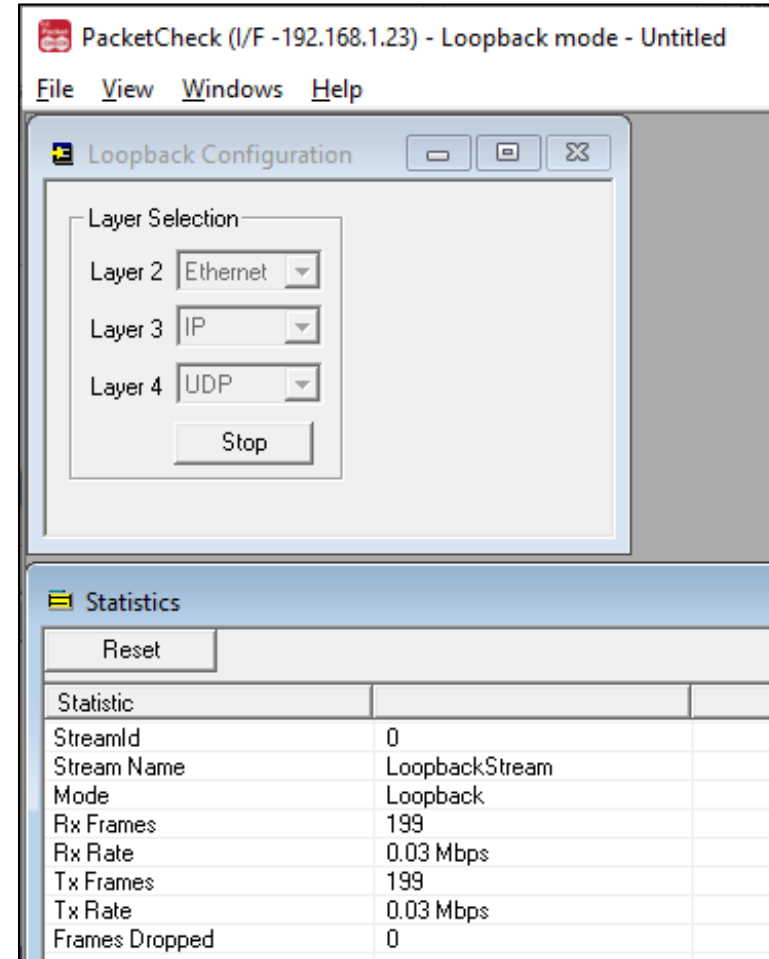 PacketCheck (I/F -192.168.1.23) - Loopback mode - Untitled
File View Windows Help
Loopback Configuration
Layer Selection
Layer 2 Ethernet
Layer 3 IP
Layer 4 UDP
Stop
Statistics
Reset
Statistic
StreamId 0
Stream Name LoopbackStream
Mode Loopback
Rx Frames 199
Rx Rate 0.03 Mbps
Tx Frames 199
Tx Rate 0.03 Mbps
Frames Dropped 0